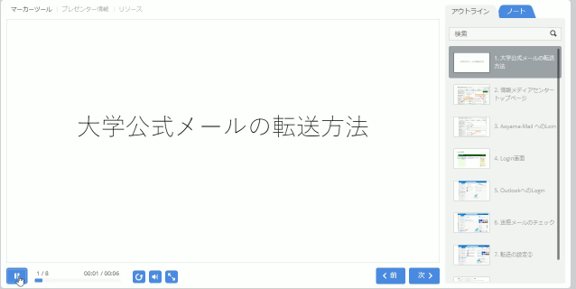 マーカーツール プレゼンター情報 リソース
アウトライン ノート
検索
1. 大学公式メールの転送
方法
2. 情報メディアセンター
トップページ
大学公式メールの転送方法
3. Aoyama-Mail へのLogin
4. Login画面
5. OutlookへのLogin
6. 迷惑メールのチェック
7. 転送の設定①
1 / 8 00:01 / 00:06
前 次